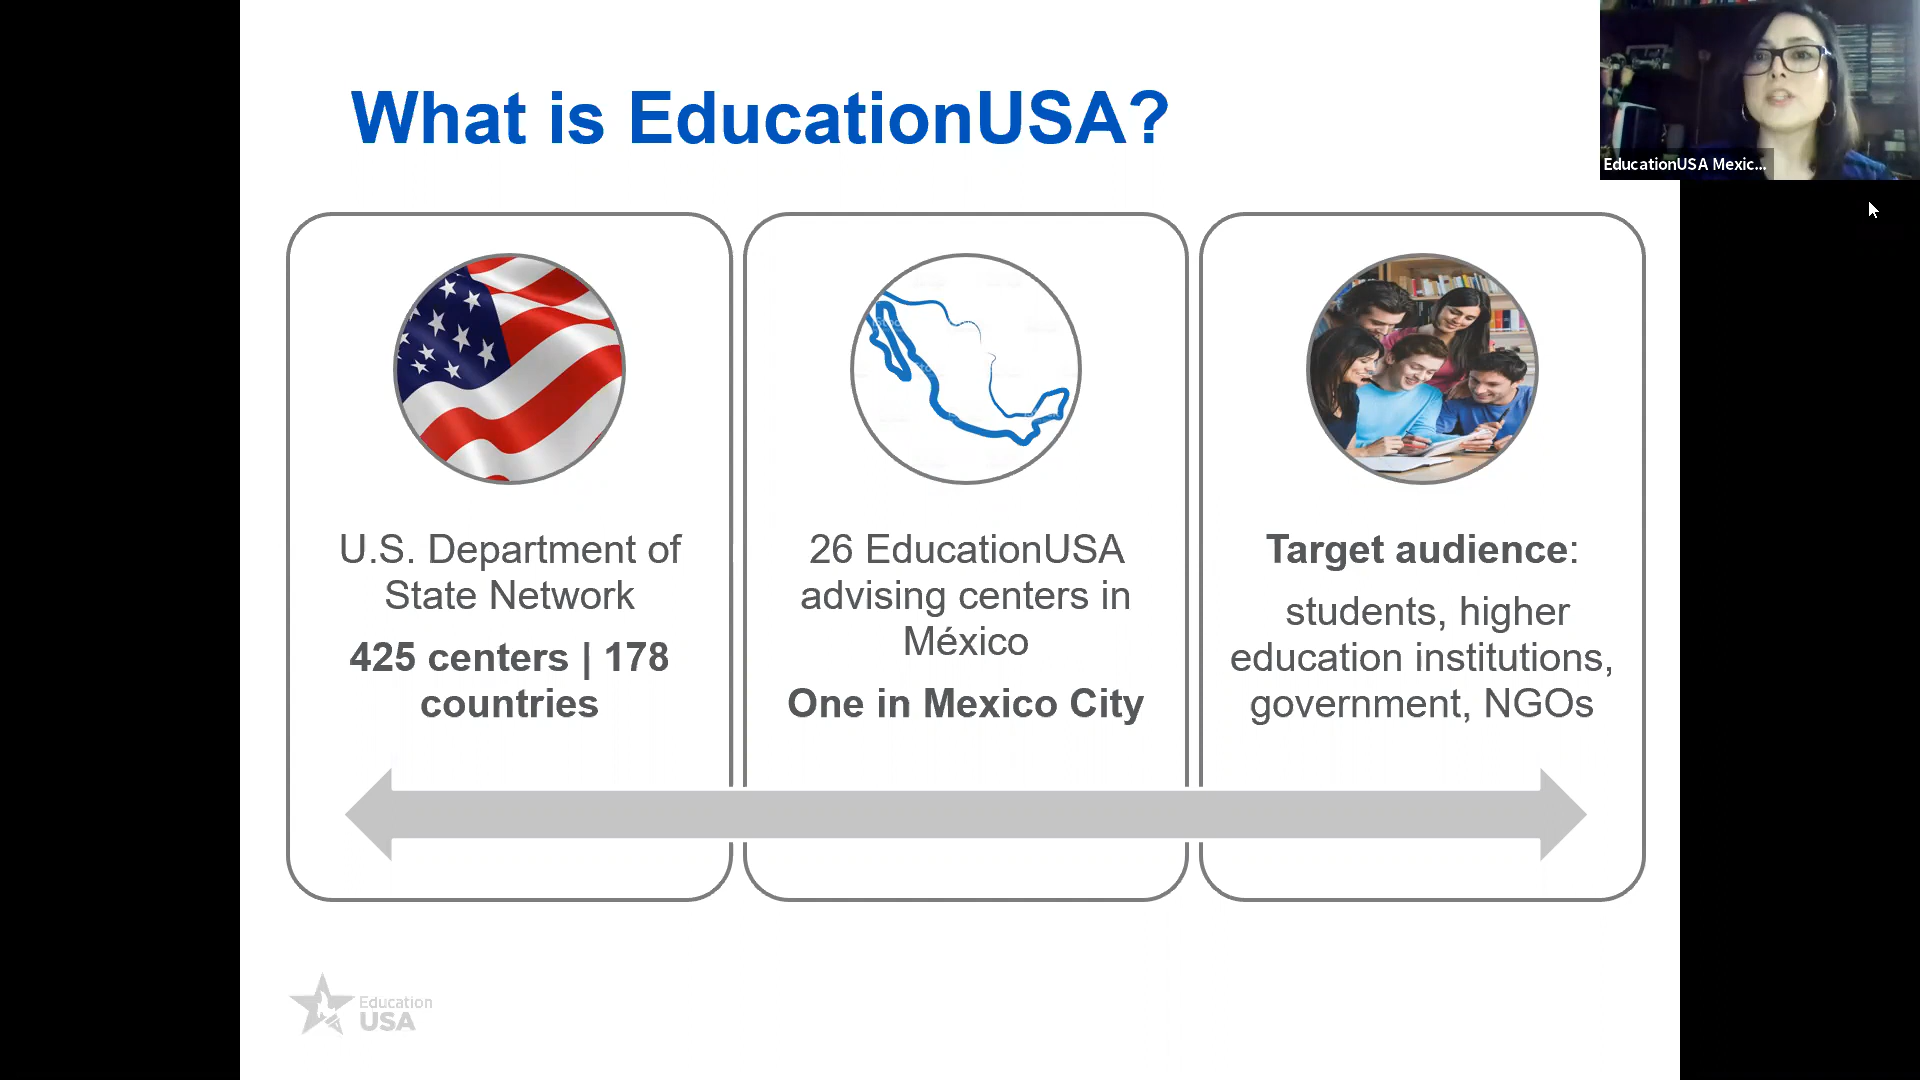 What is EducationUSA?
EducationUSA Mexic...
U.S. Department of
State Network
425 centers | 178
countries
26 EducationUSA
advising centers in
México
One in Mexico City
Target audience:
students, higher
education institutions,
government, NGOs
Education
USA